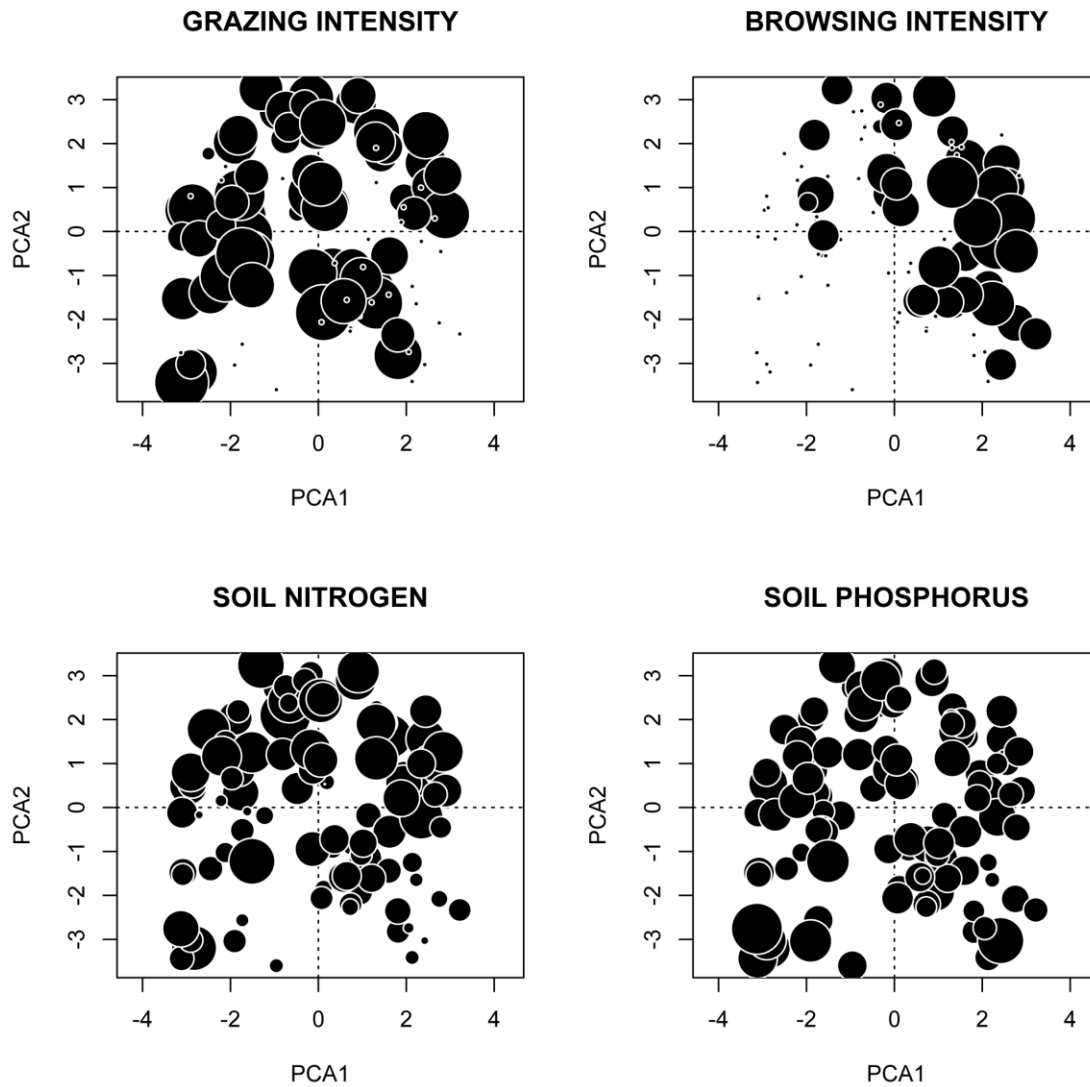 GRAZING INTENSITY
3
2
1
0
-1
-2
-3
PCA2
-4 -2 0 2 4
PCA1
BROWSING INTENSITY
3
2
1
0
-1
-2
-3
PCA2
-4 -2 0 2 4
PCA1
SOIL NITROGEN
3
2
1
0
-1
-2
-3
PCA2
-4 -2 0 2 4
PCA1
SOIL PHOSPHORUS
3
2
1
0
-1
-2
-3
PCA2
-4 -2 0 2 4
PCA1